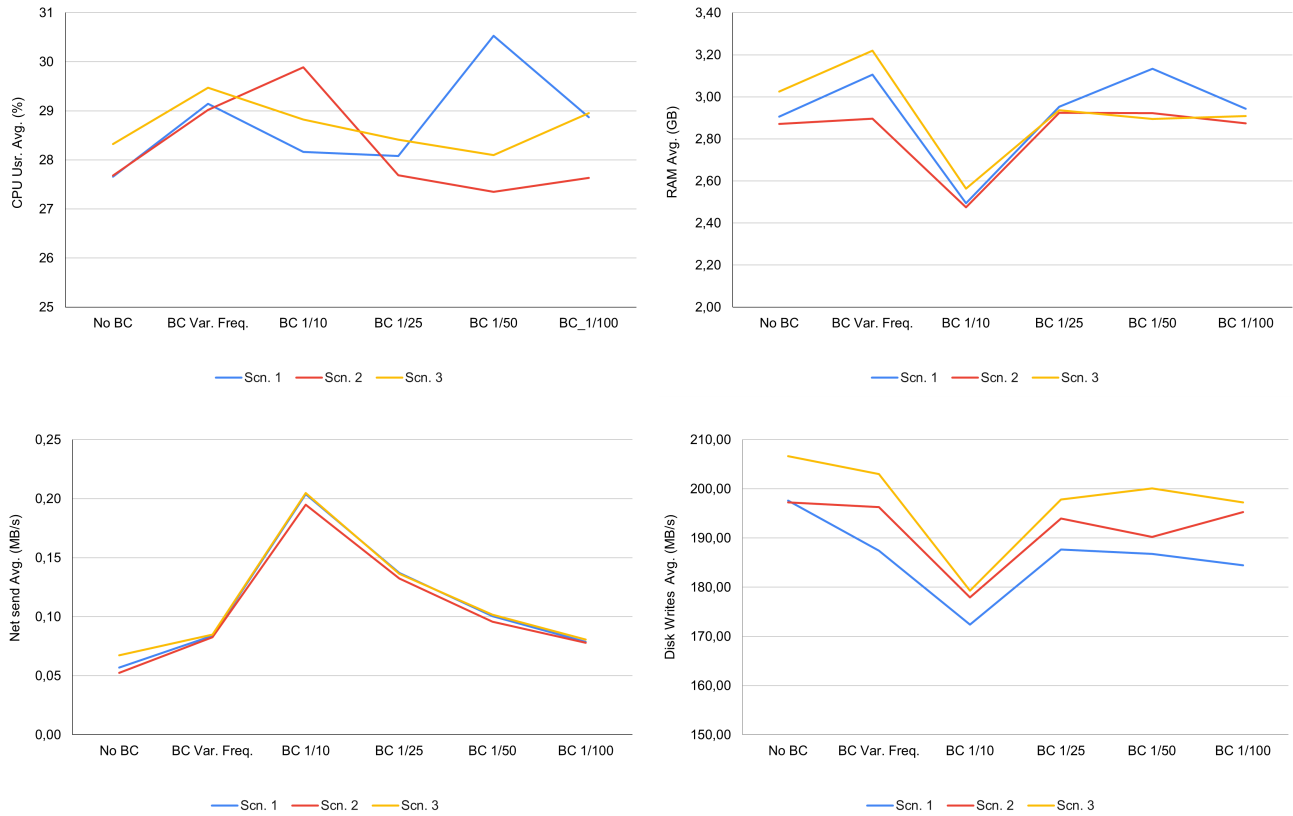 CPU Usr. Avg. (%)
31
30
29
28
27
26
25
No BC BC Var. Freq. BC 1/10 BC 1/25 BC 1/50 BC_1/100
Scn. 1 Scn. 2 Scn. 3
RAM Avg. (GB)
3,40
3,20
3,00
2,80
2,60
2,40
2,20
2,00
No BC BC Var. Freq. BC 1/10 BC 1/25 BC 1/50 BC 1/100
Scn. 1 Scn. 2 Scn. 3
Net send Avg. (MB/s)
0,25
0,20
0,15
0,10
0,05
0,00
No BC BC Var. Freq. BC 1/10 BC 1/25 BC 1/50 BC 1/100
Scn. 1 Scn. 2 Scn. 3
Disk Writes Avg. (MB/s)
210,00
200,00
190,00
180,00
170,00
160,00
150,00
No BC BC Var. Freq. BC 1/10 BC 1/25 BC 1/50 BC 1/100
Scn. 1 Scn. 2 Scn. 3